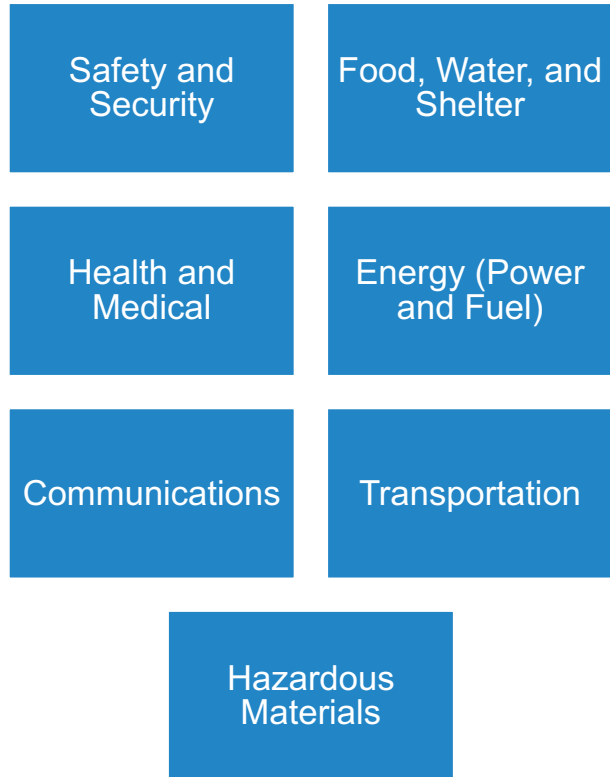 Safety and
Security
Food, Water, and
Shelter
Health and
Medical
Energy (Power
and Fuel)
Communications
Transportation
Hazardous
Materials